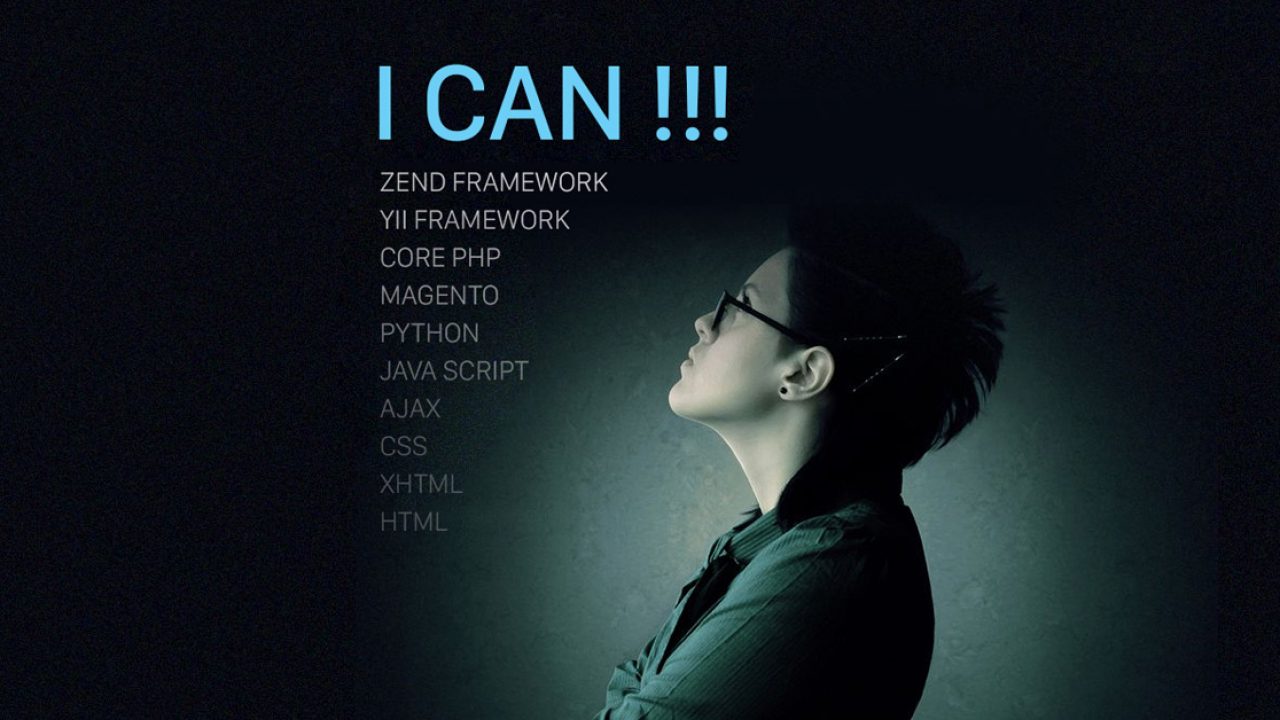 I CAN !!!
ZEND FRAMEWORK
YII FRAMEWORK
CORE PHP
MAGENTO
PYTHON
JAVA SCRIPT
AJAX
CSS
XHTML
HTML